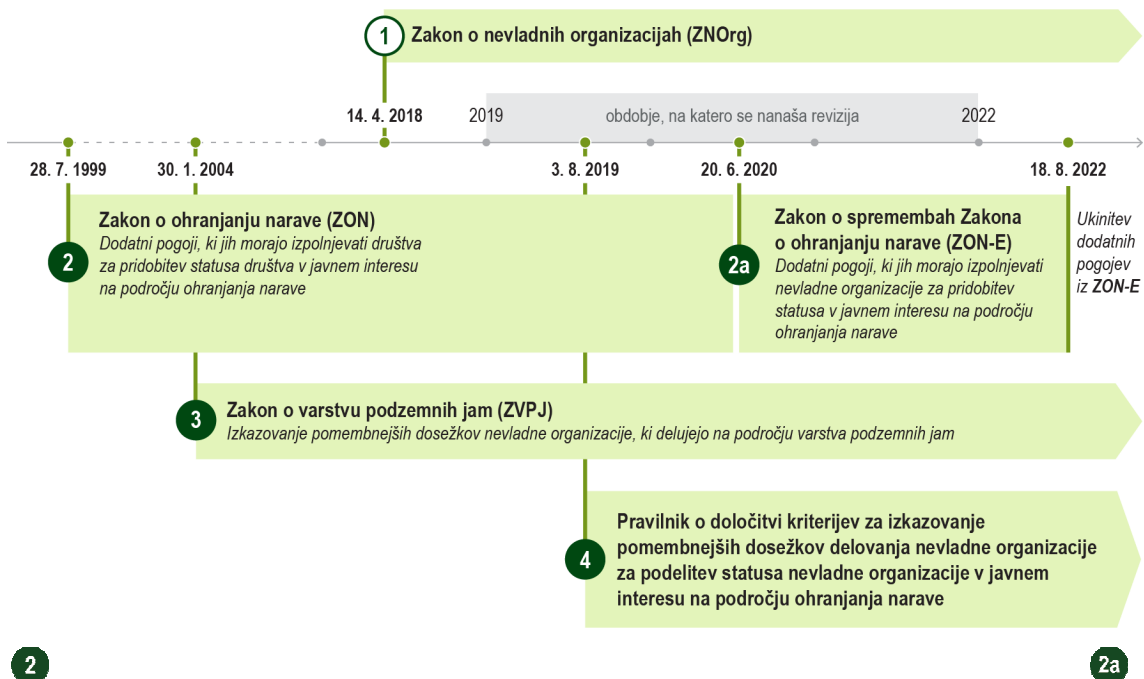 1
Zakon o nevladnih organizacijah (ZNOrg)
14. 4. 2018
2019
obdobje, na katero se nanaša revizija
2022
28. 7. 1999
30. 1. 2004
3. 8. 2019
20. 6. 2020
18. 8. 2022
2
Zakon o ohranjanju narave (ZON)
Dodatni pogoji, ki jih morajo izpolnjevati društva
za pridobitev statusa društva v javnem interesu
na področju ohranjanja narave
2a
Zakon o spremembah Zakona
o ohranjanju narave (ZON-E)
Dodatni pogoji, ki jih morajo izpolnjevati
nevladne organizacije za pridobitev
statusa v javnem interesu na področju
ohranjanja narave
Ukinitev
dodatnih
pogojev
iz ZON-E
3
Zakon o varstvu podzemnih jam (ZVPJ)
Izkazovanje pomembnejših dosežkov nevladne organizacije, ki delujejo na področju varstva podzemnih jam
4
Pravilnik o določitvi kriterijev za izkazovanje
pomembnejših dosežkov delovanja nevladne organizacije
za podelitev statusa nevladne organizacije v javnem
interesu na področju ohranjanja narave
2
2a